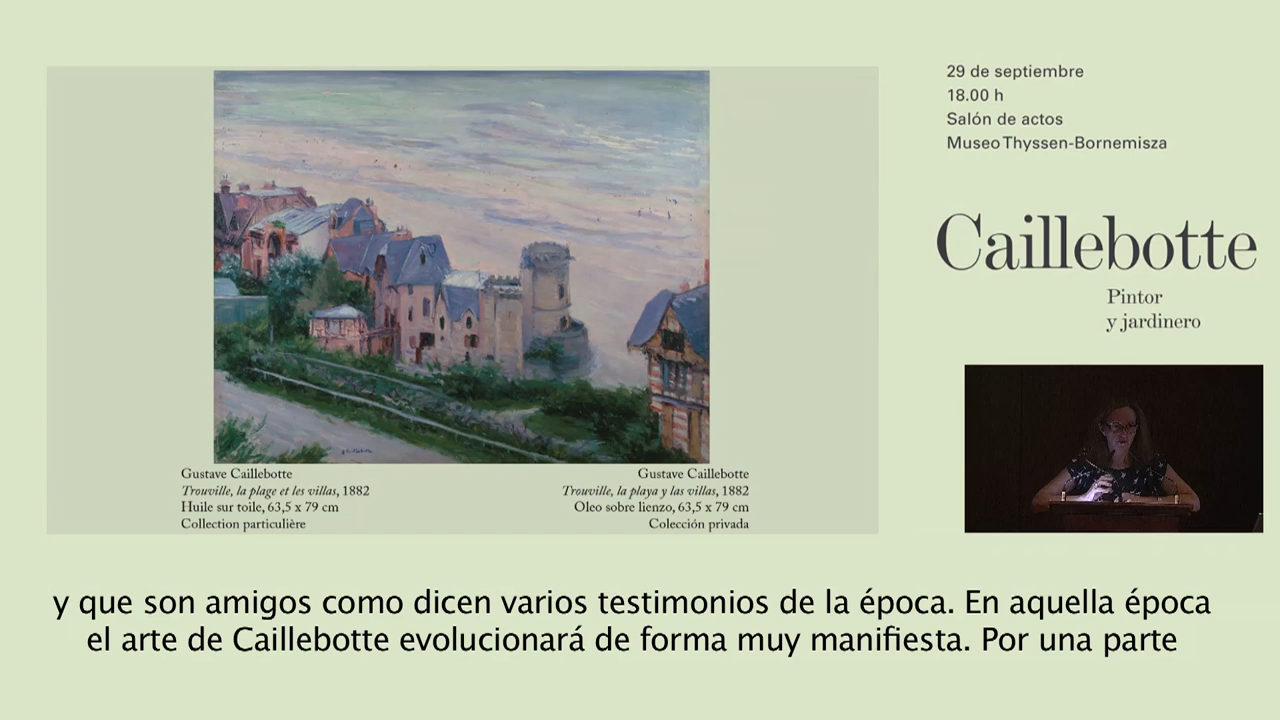 29 de septiembre
18.00 h
Salón de actos
Museo Thyssen-Bornemisza
Caillebotte
Pintor
y jardinero
Gustave Caillebotte
Trouville, la plage et les villas, 1882
Huile sur toile, 63,5 x 79 cm
Collection particulière
Gustave Caillebotte
Trouville, la playa y las villas, 1882
Oleo sobre lienzo, 63,5 x 79 cm
Colección privada
y que son amigos como dicen varios testimonios de la época. En aquella época
el arte de Caillebotte evolucionará de forma muy manifiesta. Por una parte